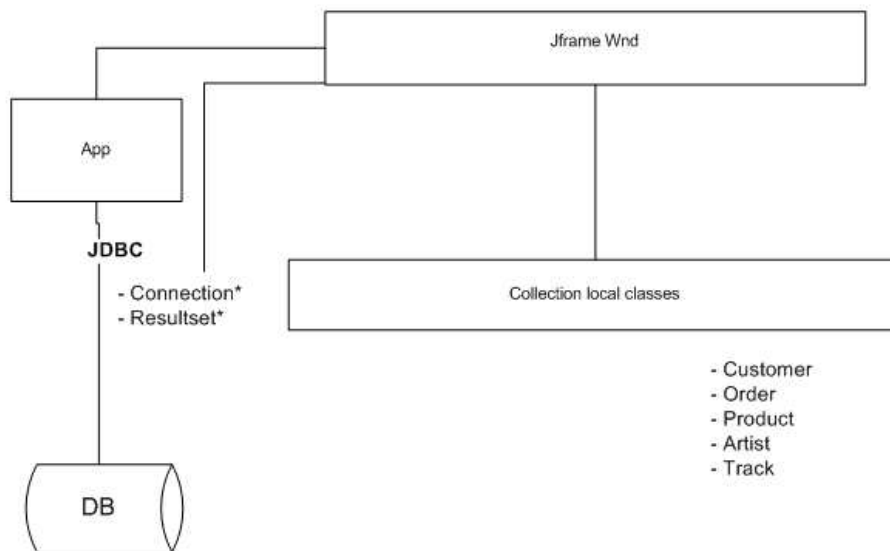 Jframe Wnd
App
JDBC
- Connection*
- Resultset*
Collection local classes
- Customer
- Order
- Product
- Artist
- Track
DB